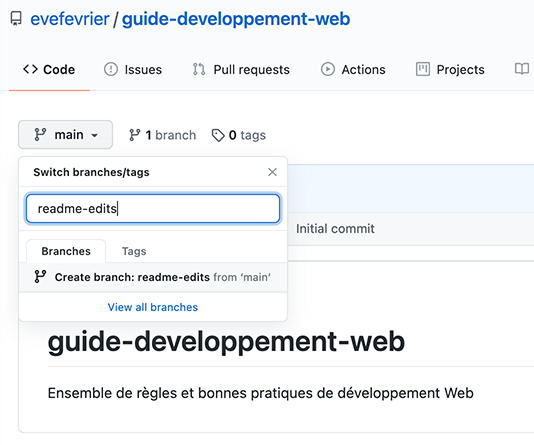 evefevrier / guide-developpement-web
Code Issues Pull requests Actions Projects
main 1 branch 0 tags
Switch branches/tags
readme-edits
Initial commit
Branches Tags
Create branch: readme-edits from ‘main’
View all branches
guide-developpement-web
Ensemble de règles et bonnes pratiques de développement Web